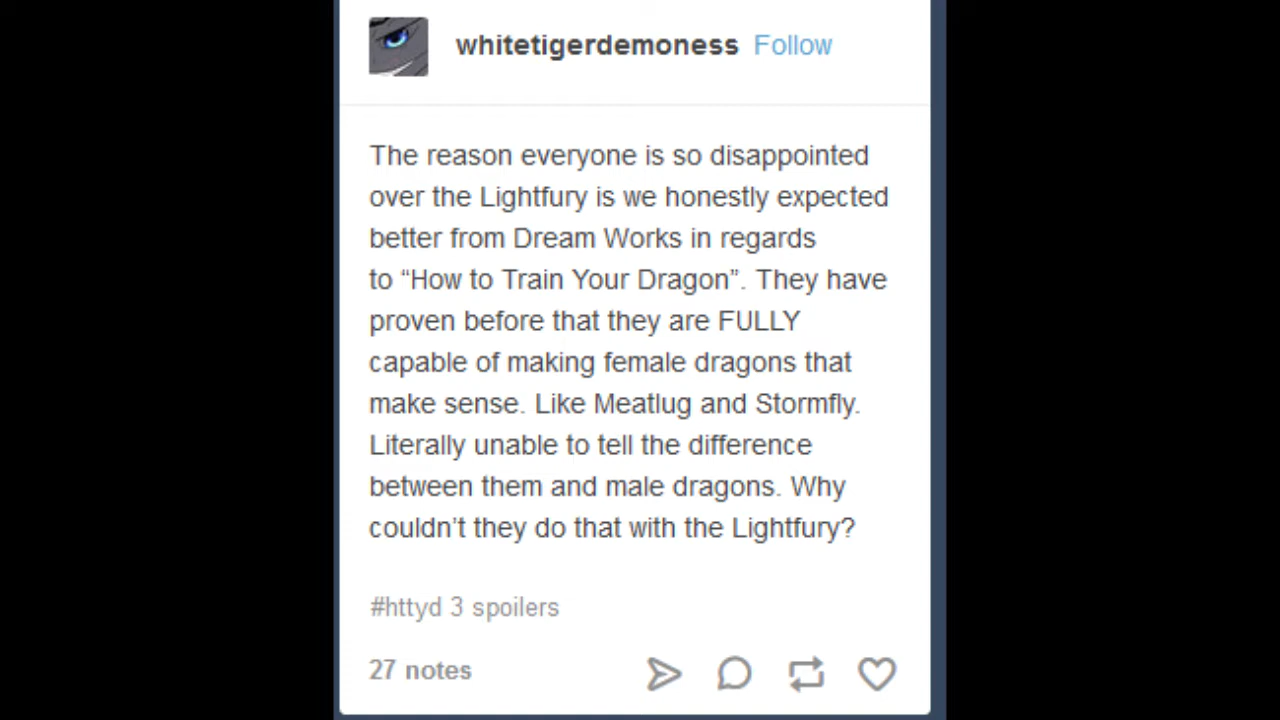 whitetigerdemoness Follow
The reason everyone is so disappointed
over the Lightfury is we honestly expected
better from Dream Works in regards
to “How to Train Your Dragon”. They have
proven before that they are FULLY
capable of making female dragons that
make sense. Like Meatlug and Stormfly.
Literally unable to tell the difference
between them and male dragons. Why
couldn’t they do that with the Lightfury?
#httyd 3 spoilers
27 notes